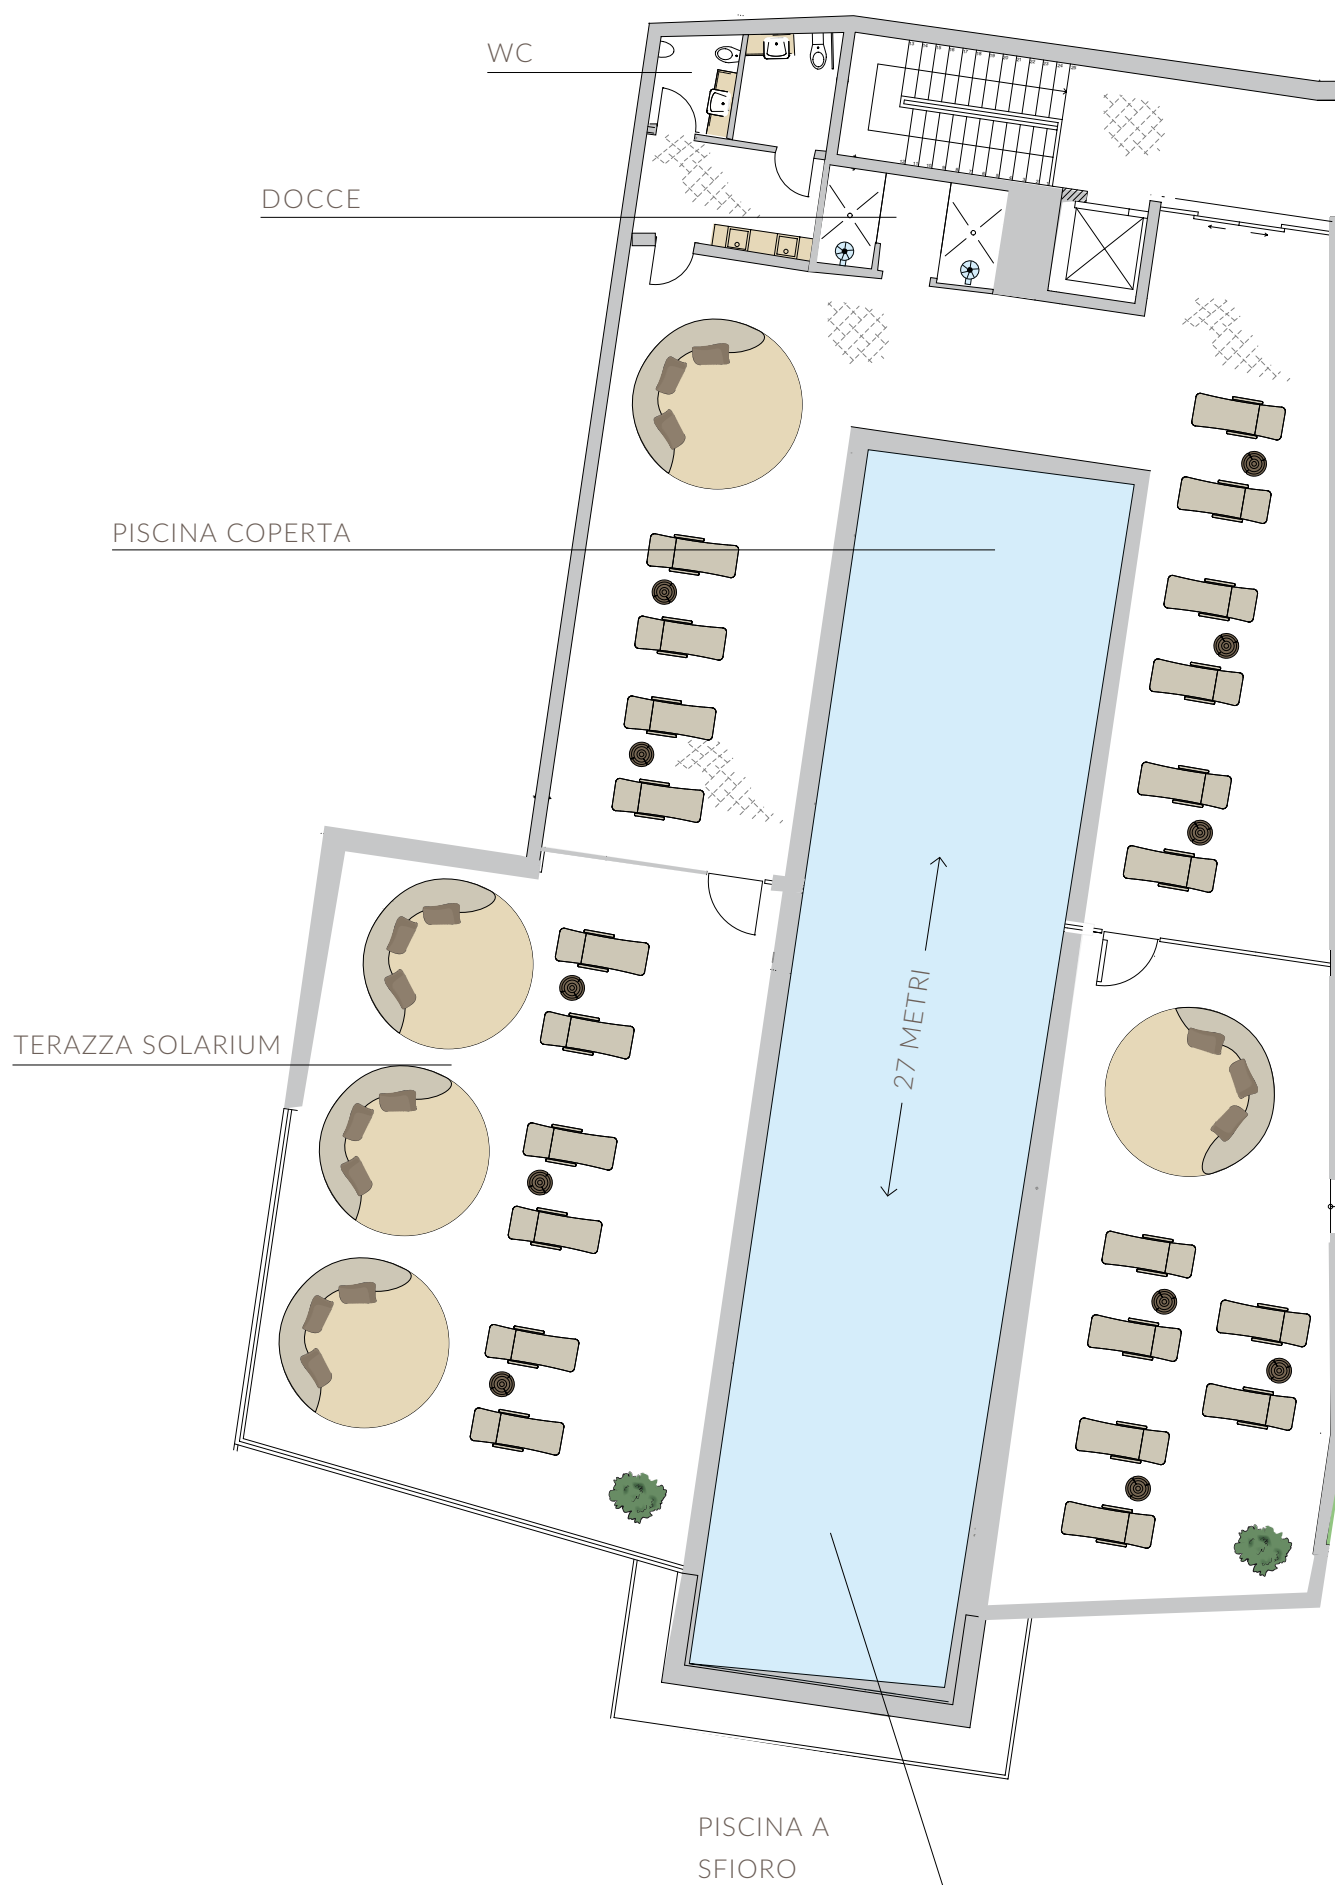 WC
DOCCE
PISCINA COPERTA
27 METRI
TERAZZA SOLARIUM
PISCINA A
SFIORO